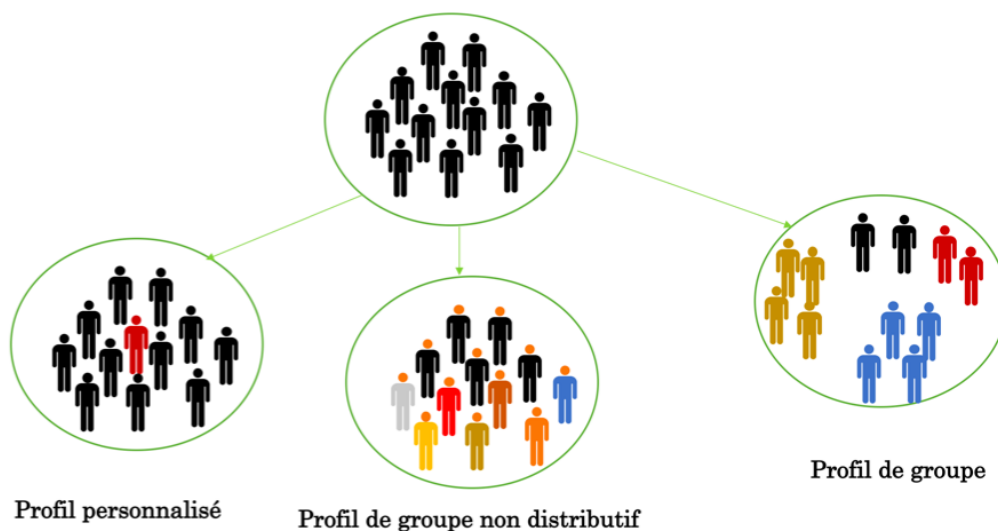 Profil personnalisé
Profil de groupe non distributif
Profil de groupe